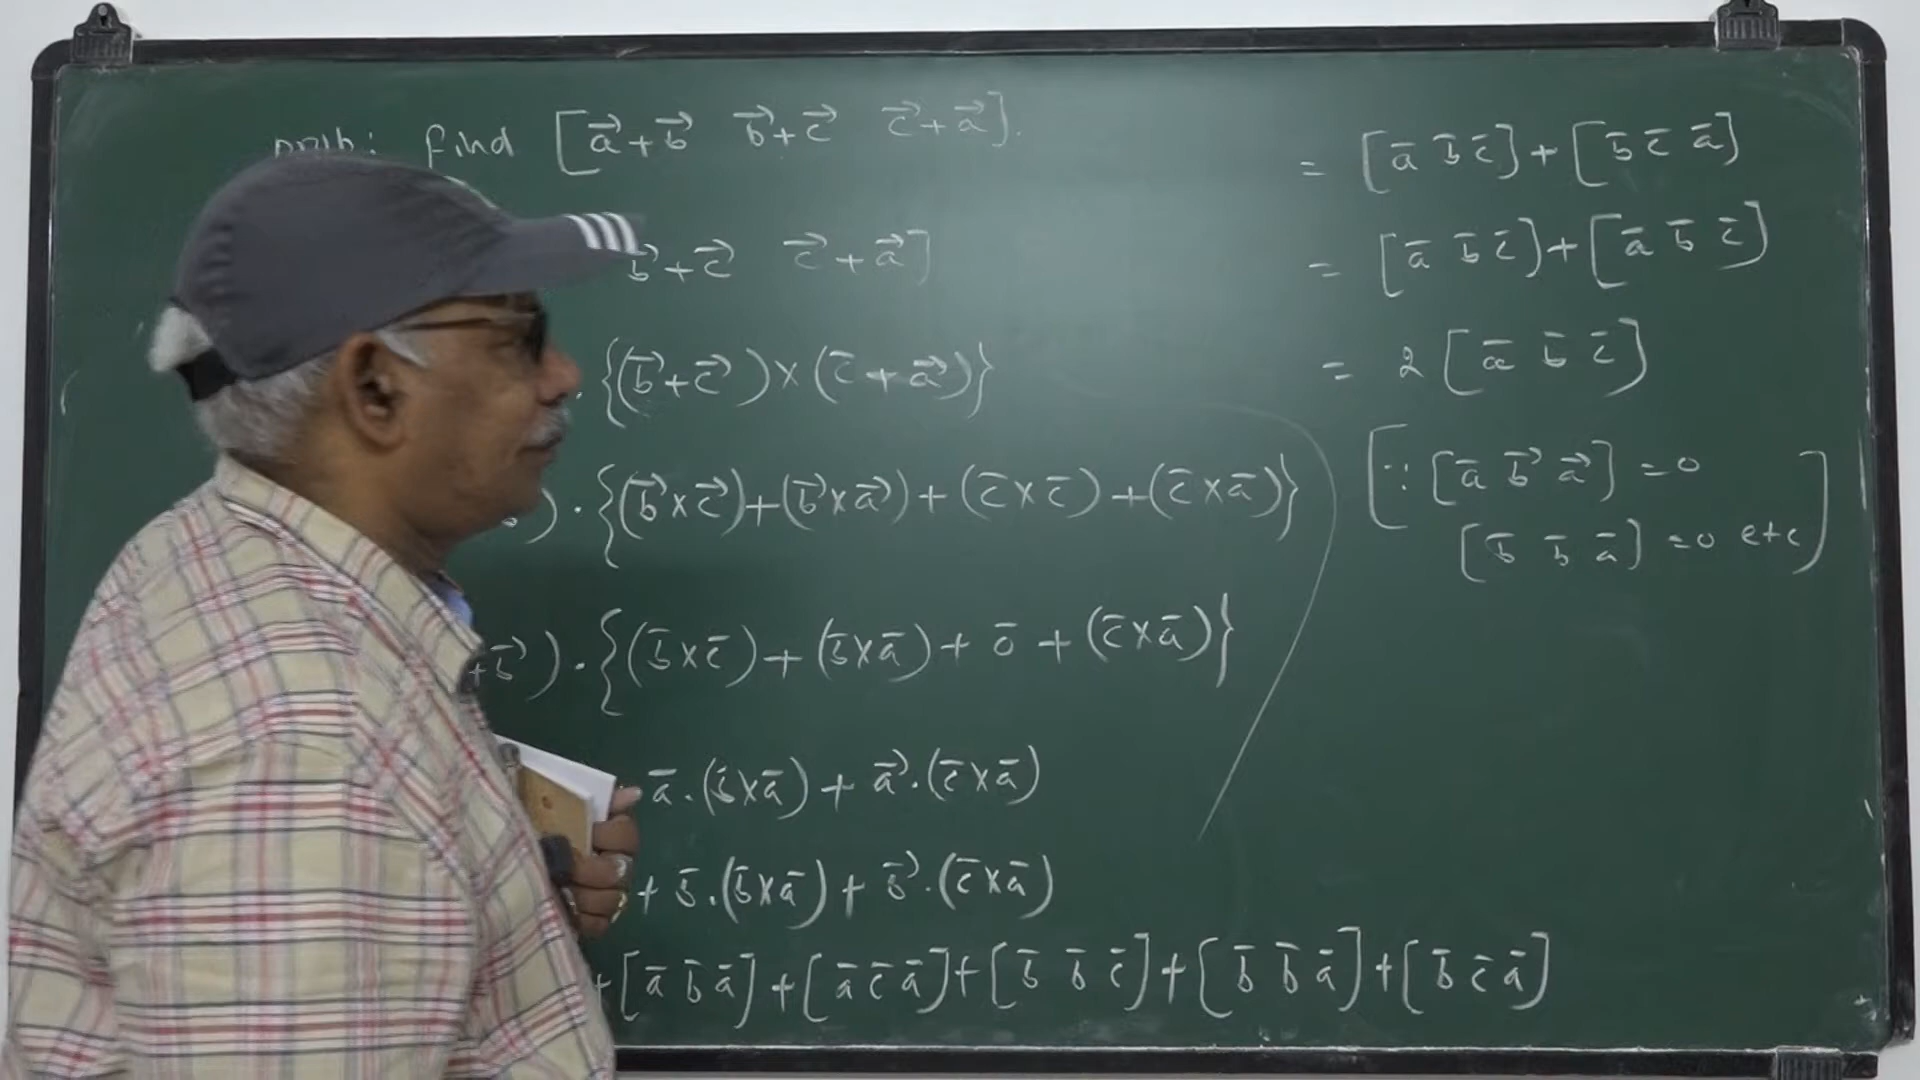 prob: find [a⃗+b⃗ b⃗+c⃗ c⃗+a⃗].
b⃗+c⃗ c⃗+a⃗]
. {(b⃗+c⃗)×(c̄+a⃗)}
) . {(b⃗×c⃗)+(b⃗×a⃗)+(c̄×c̄)+(c̄×ā)}
+b⃗) . {(b̄×c̄)+(b̄×ā)+ō+(c̄×ā)}
ā.(b̄×ā)+a⃗.(c̄×ā)
+ b̄.(b̄×ā)+b⃗.(c̄×ā)
+[ā b̄ ā]+[ā c̄ ā]+[b̄ b̄ c̄]+[b̄ b̄ ā]+[b̄ c̄ ā]
= [ā b̄ c̄]+[b̄ c̄ ā]
= [ā b̄ c̄]+[ā b̄ c̄]
= 2 [ā b̄ c̄]
[∵ [ā b⃗ a⃗] =0
[b̄ b̄ ā] =0 etc]